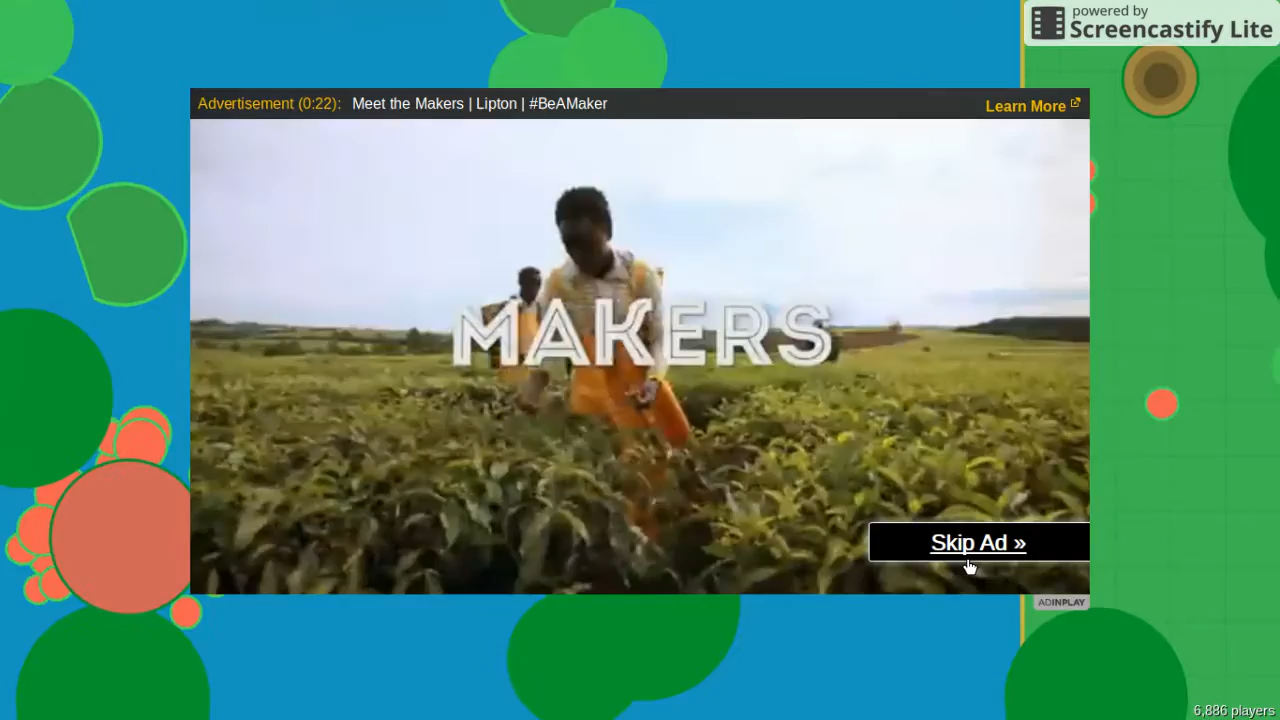 powered by
Screencastify Lite
Advertisement (0:22): Meet the Makers | Lipton | #BeAMaker
Learn More
MAKERS
Skip Ad »
ADINPLAY
6,886 players